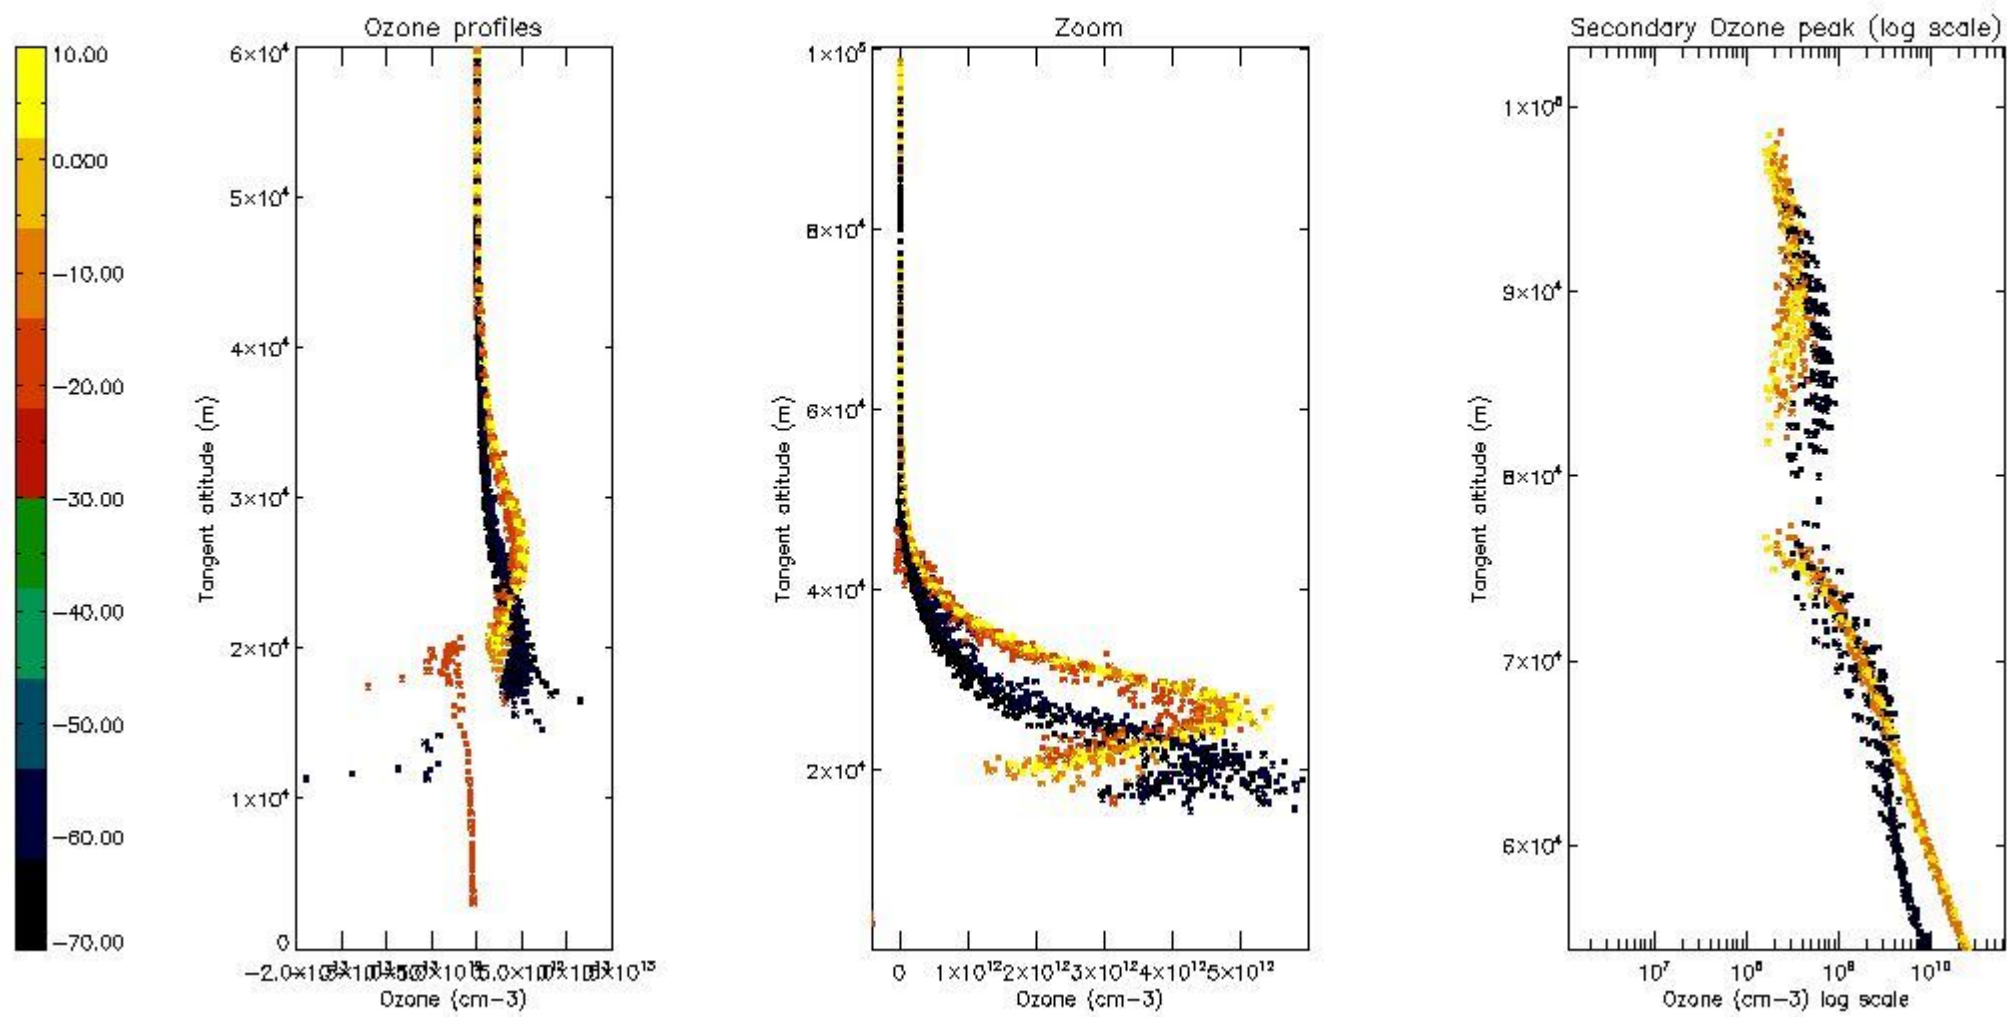 Ozone profiles
Zoom
Secondary Ozone peak (log scale)
10.00
0.000
−10.00
−20.00
−30.00
−40.00
−50.00
−60.00
−70.00
6×10⁴
5×10⁴
4×10⁴
3×10⁴
2×10⁴
1×10⁴
0
Tangent altitude (m)
Ozone (cm−3)
1×10⁵
8×10⁴
6×10⁴
4×10⁴
2×10⁴
Tangent altitude (m)
0 1×10¹² 2×10¹² 3×10¹² 4×10¹² 5×10¹²
Ozone (cm−3)
9×10⁴
8×10⁴
7×10⁴
6×10⁴
Tangent altitude (m)
10⁷ 10⁸ 10⁹ 10¹⁰
Ozone (cm−3) log scale